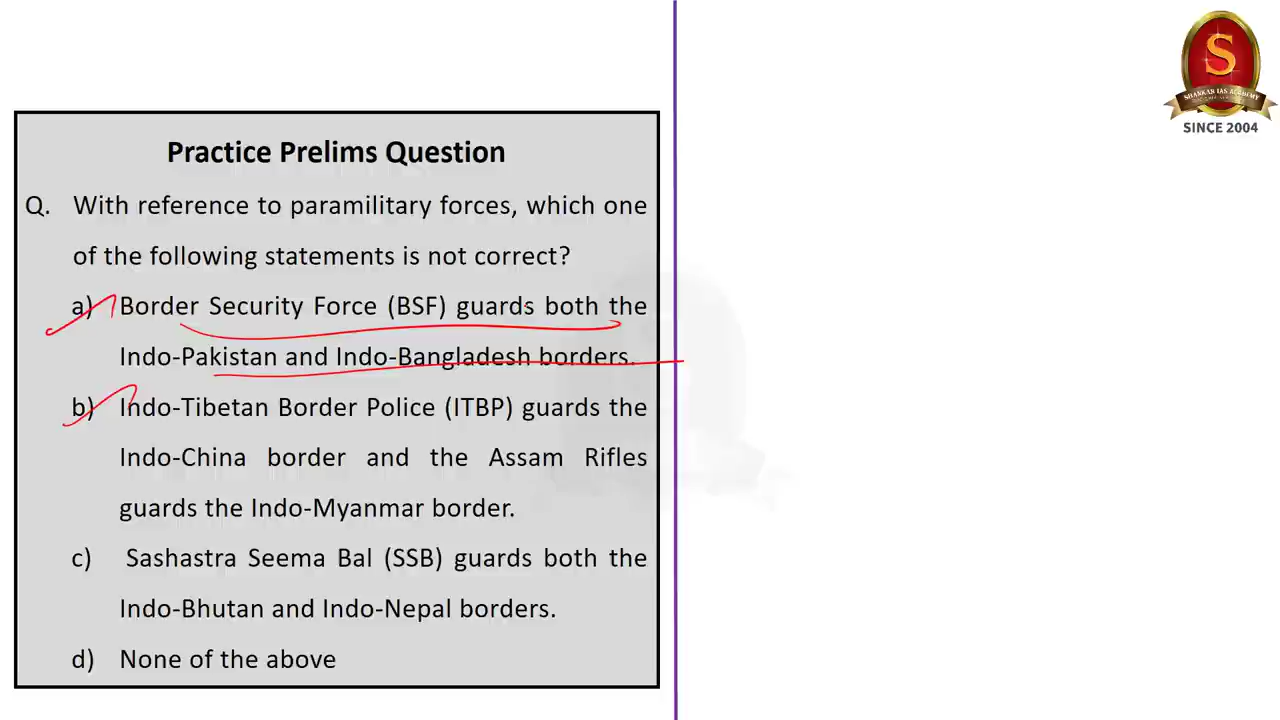 SHANKAR IAS ACADEMY
SINCE 2004
Practice Prelims Question
Q. With reference to paramilitary forces, which one
of the following statements is not correct?
a) Border Security Force (BSF) guards both the
Indo-Pakistan and Indo-Bangladesh borders.
b) Indo-Tibetan Border Police (ITBP) guards the
Indo-China border and the Assam Rifles
guards the Indo-Myanmar border.
c) Sashastra Seema Bal (SSB) guards both the
Indo-Bhutan and Indo-Nepal borders.
d) None of the above